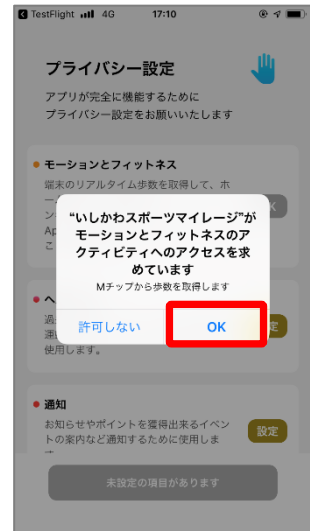 TestFlight 4G 17:10
プライバシー設定
アプリが完全に機能するために
プライバシー設定をお願いいたします
モーションとフィットネス
端末のリアルタイム歩数を取得して、ホ
"いしかわスポーツマイレージ"が
モーションとフィットネスのア
クティビティへのアクセスを求
めています
Mチップから歩数を取得します
許可しない
OK
使用します。
通知
お知らせやポイントを獲得出来るイベン
トの案内など通知するために使用しま
設定
未設定の項目があります